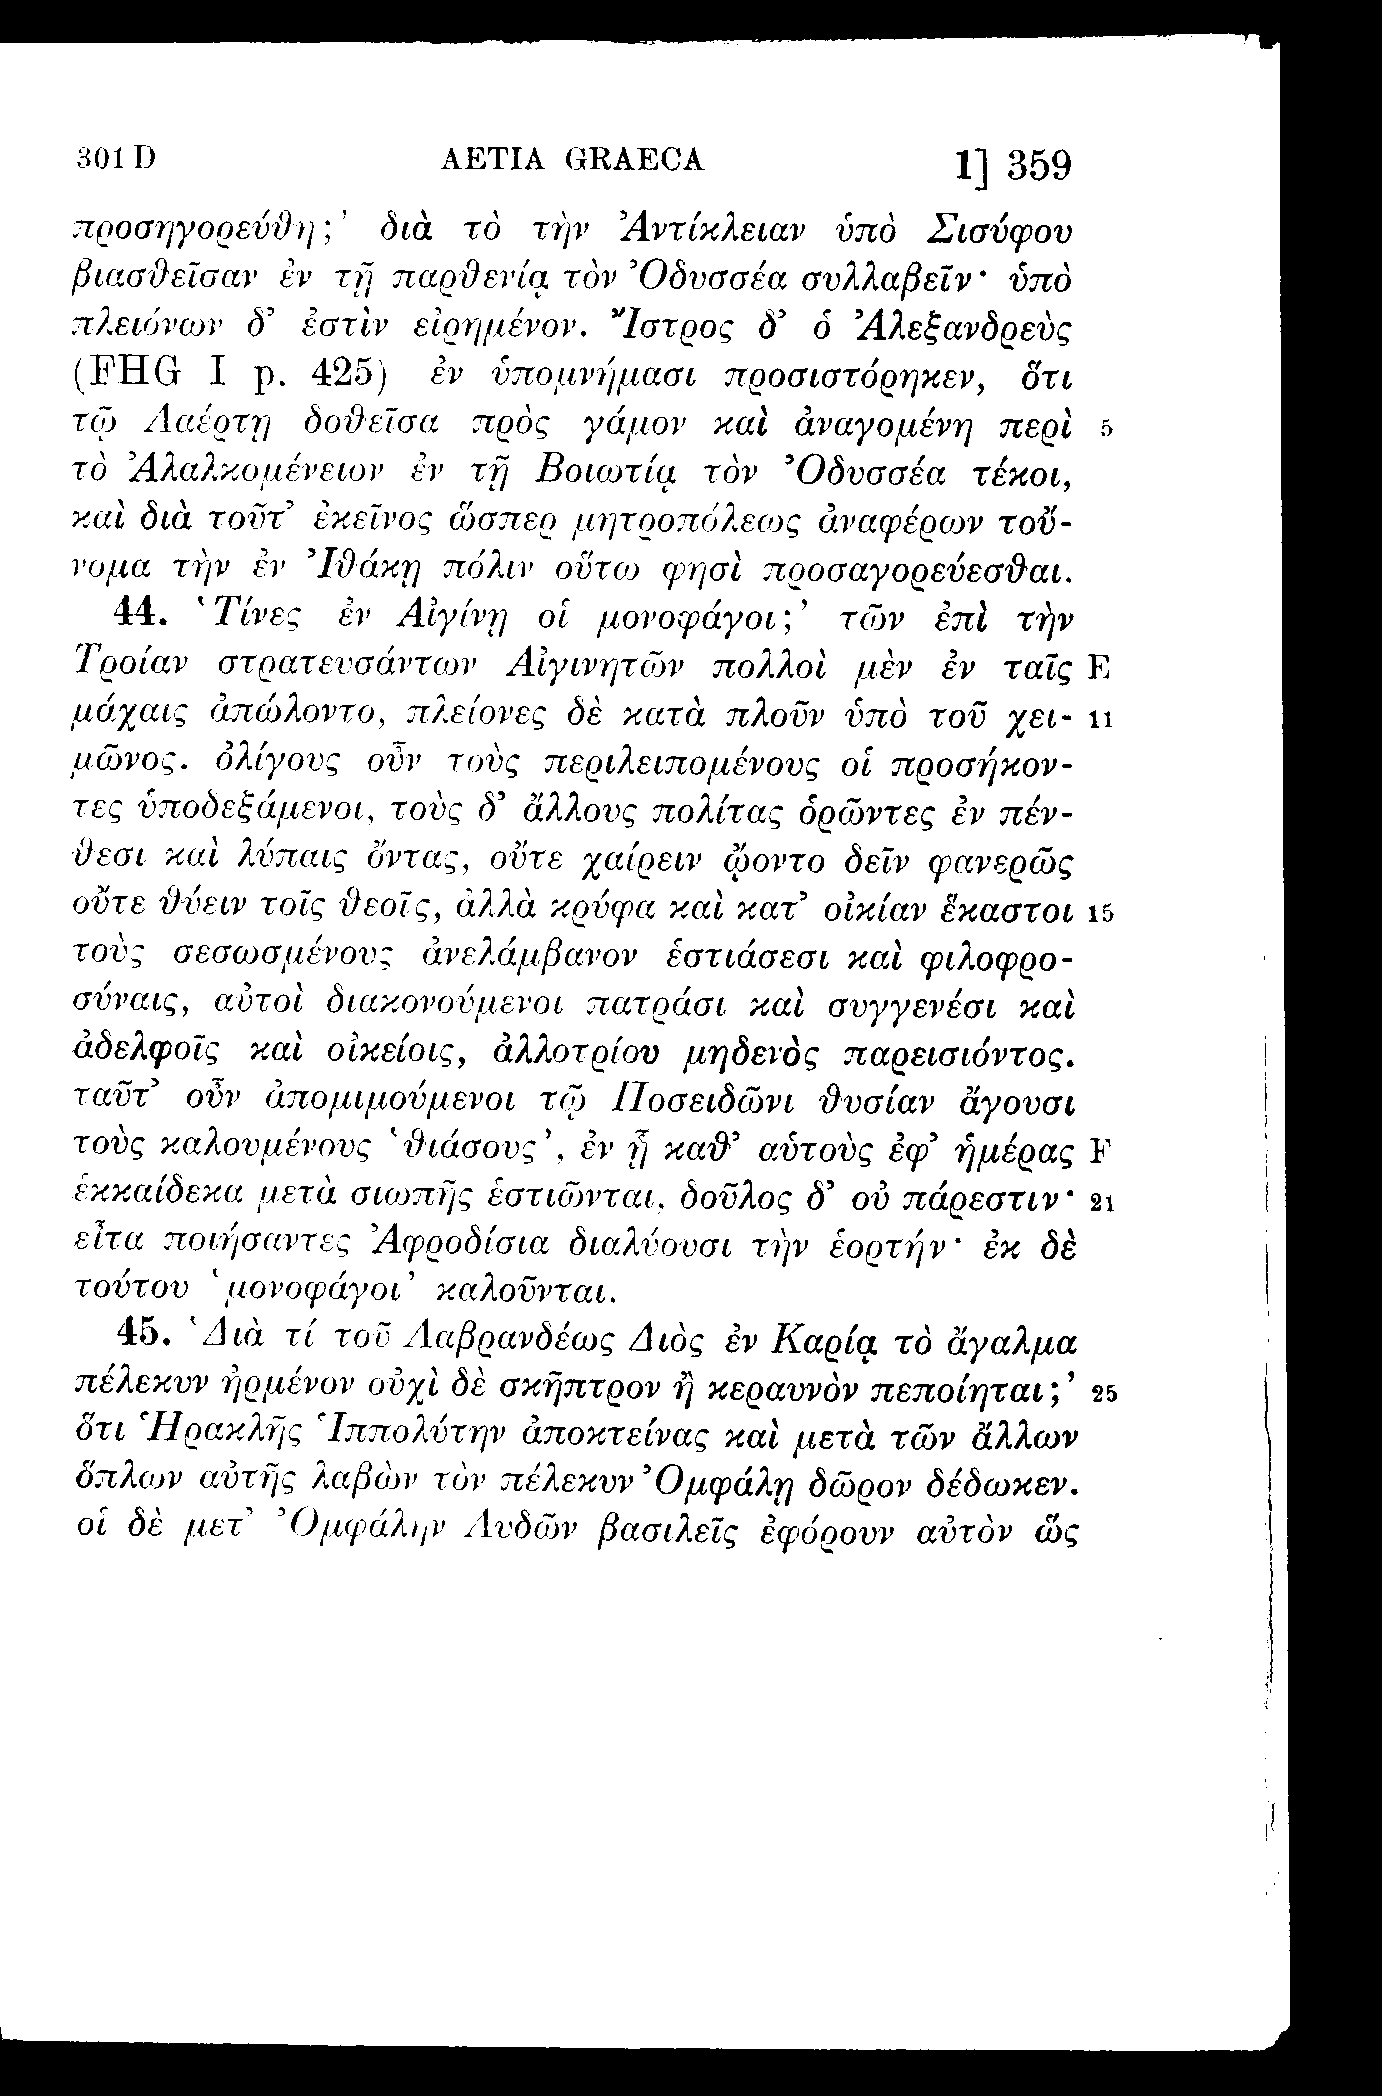 301 D AETIA GRAECA 1] 359
προσηγορεύθη;’ διὰ τὸ τὴν Ἀντίκλειαν ὑπὸ Σισύφου
βιασθεῖσαν ἐν τῇ παρθενίᾳ τὸν Ὀδυσσέα συλλαβεῖν· ὑπὸ
πλειόνων δ’ ἐστὶν εἰρημένον. Ἴστρος δ’ ὁ Ἀλεξανδρεὺς
(FHG I p. 425) ἐν ὑπομνήμασι προσιστόρηκεν, ὅτι
τῷ Λαέρτῃ δοθεῖσα πρὸς γάμον καὶ ἀναγομένη περὶ 5
τὸ Ἀλαλκομένειον ἐν τῇ Βοιωτίᾳ τὸν Ὀδυσσέα τέκοι,
καὶ διὰ τοῦτ’ ἐκεῖνος ὥσπερ μητροπόλεως ἀναφέρων τοὔ-
νομα τὴν ἐν Ἰθάκῃ πόλιν οὕτω φησὶ προσαγορεύεσθαι.
44. ‘Τίνες ἐν Αἰγίνῃ οἱ μονοφάγοι;’ τῶν ἐπὶ τὴν
Τροίαν στρατευσάντων Αἰγινητῶν πολλοὶ μὲν ἐν ταῖς E
μάχαις ἀπώλοντο, πλείονες δὲ κατὰ πλοῦν ὑπὸ τοῦ χει- 11
μῶνος. ὀλίγους οὖν τοὺς περιλειπομένους οἱ προσήκον-
τες ὑποδεξάμενοι, τοὺς δ’ ἄλλους πολίτας ὁρῶντες ἐν πέν-
θεσι καὶ λύπαις ὄντας, οὔτε χαίρειν ᾤοντο δεῖν φανερῶς
οὔτε θύειν τοῖς θεοῖς, ἀλλὰ κρύφα καὶ κατ’ οἰκίαν ἕκαστοι 15
τοὺς σεσωσμένους ἀνελάμβανον ἑστιάσεσι καὶ φιλοφρο-
σύναις, αὐτοὶ διακονούμενοι πατράσι καὶ συγγενέσι καὶ
ἀδελφοῖς καὶ οἰκείοις, ἀλλοτρίου μηδενὸς παρεισιόντος.
ταῦτ’ οὖν ἀπομιμούμενοι τῷ Ποσειδῶνι θυσίαν ἄγουσι
τοὺς καλουμένους ‘θιάσους’, ἐν ᾗ καθ’ αὑτοὺς ἐφ’ ἡμέρας F
ἑκκαίδεκα μετὰ σιωπῆς ἑστιῶνται, δοῦλος δ’ οὐ πάρεστιν· 21
εἶτα ποιήσαντες Ἀφροδίσια διαλύουσι τὴν ἑορτήν· ἐκ δὲ
τούτου ‘μονοφάγοι’ καλοῦνται.
45. ‘Διὰ τί τοῦ Λαβρανδέως Διὸς ἐν Καρίᾳ τὸ ἄγαλμα
πέλεκυν ἠρμένον οὐχὶ δὲ σκῆπτρον ἢ κεραυνὸν πεποίηται;’ 25
ὅτι Ἡρακλῆς Ἱππολύτην ἀποκτείνας καὶ μετὰ τῶν ἄλλων
ὅπλων αὐτῆς λαβὼν τὸν πέλεκυν Ὀμφάλῃ δῶρον δέδωκεν.
οἱ δὲ μετ’ Ὀμφάλην Λυδῶν βασιλεῖς ἐφόρουν αὐτὸν ὥς